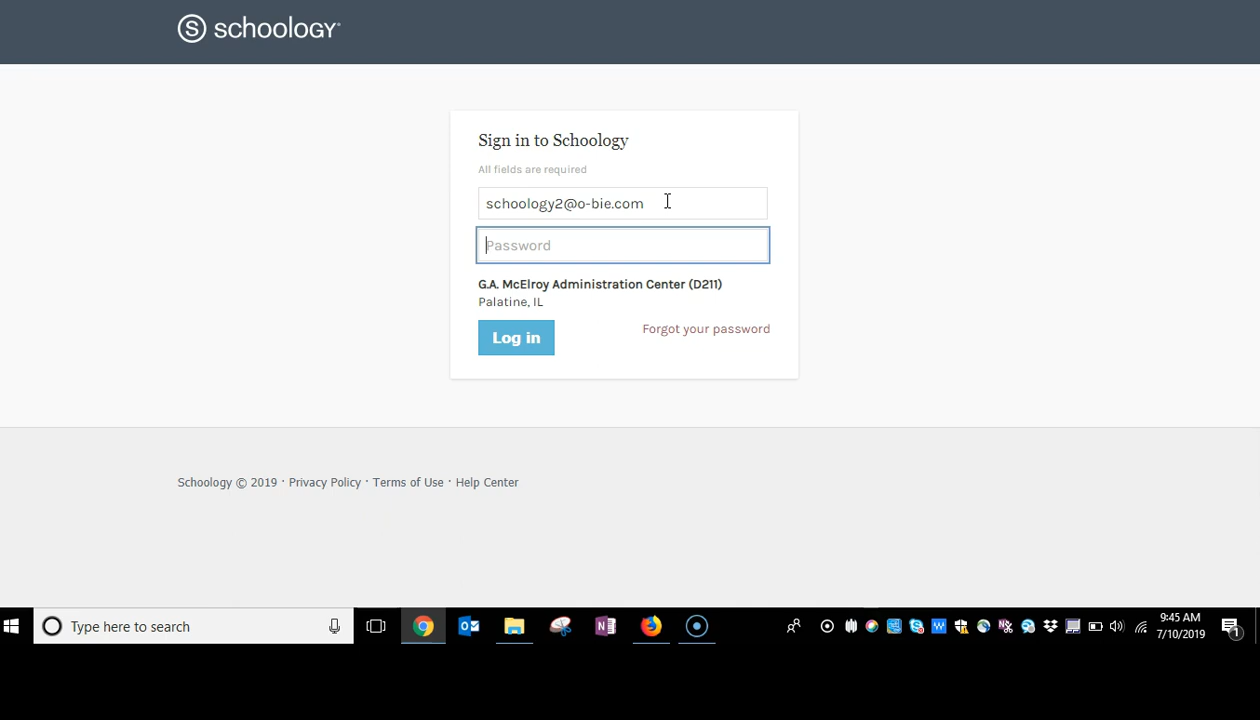 schoology
Sign in to Schoology
All fields are required
schoology2@o-bie.com
Password
G.A. McElroy Administration Center (D211)
Palatine, IL
Log in
Forgot your password
Schoology © 2019 · Privacy Policy · Terms of Use · Help Center
Type here to search
9:45 AM
7/10/2019
1